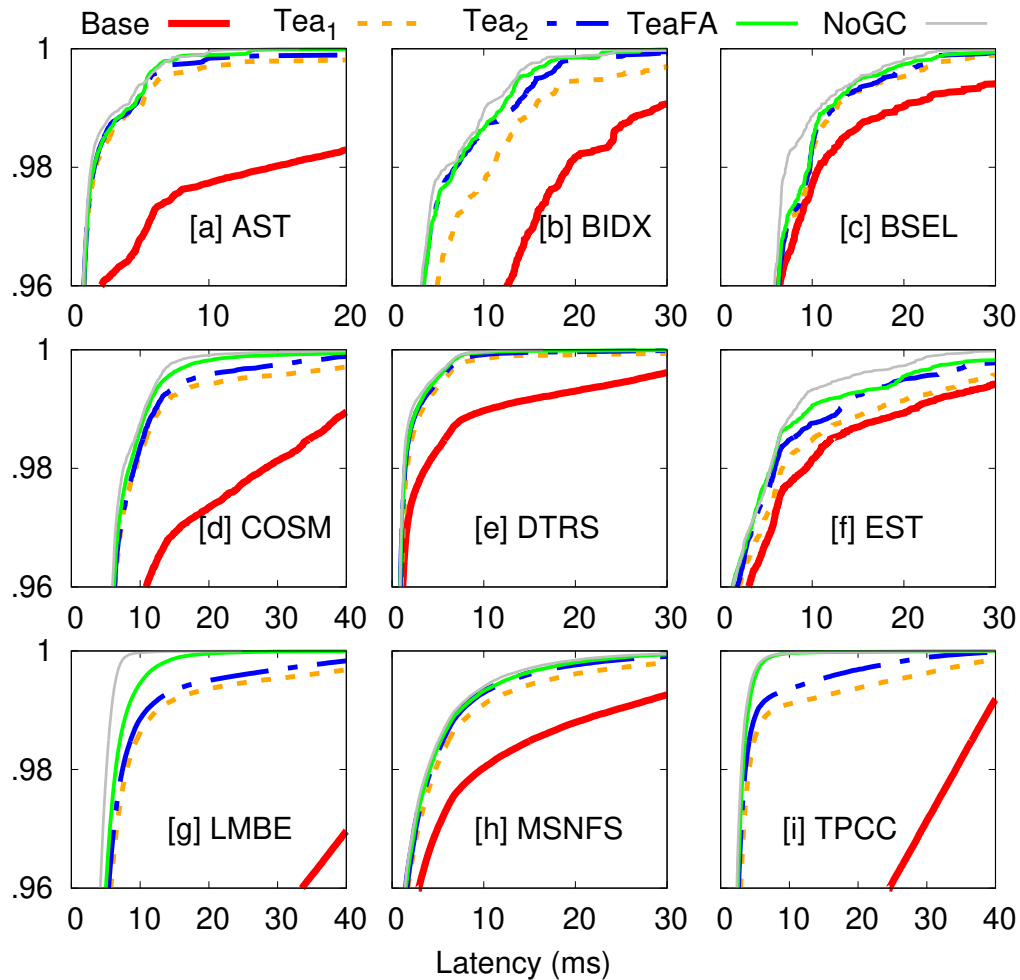 Base Tea1 Tea2 TeaFA NoGC
1
.98
.96
[a] AST [b] BIDX [c] BSEL
0 10 20 0 10 20 30 0 10 20 30
1
.98
.96
[d] COSM [e] DTRS [f] EST
0 10 20 30 40 0 10 20 30 0 10 20 30
1
.98
.96
[g] LMBE [h] MSNFS [i] TPCC
0 10 20 30 40 0 10 20 30 0 10 20 30 40
Latency (ms)